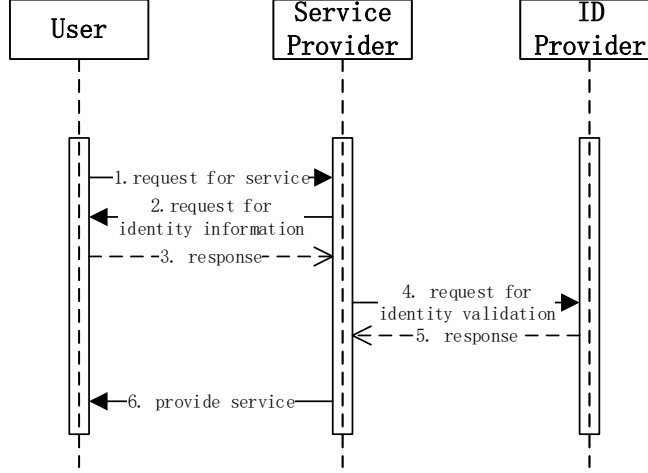 User
Service
Provider
ID
Provider
1.request for service
2.request for
identity information
3. response
4. request for
identity validation
5. response
6. provide service